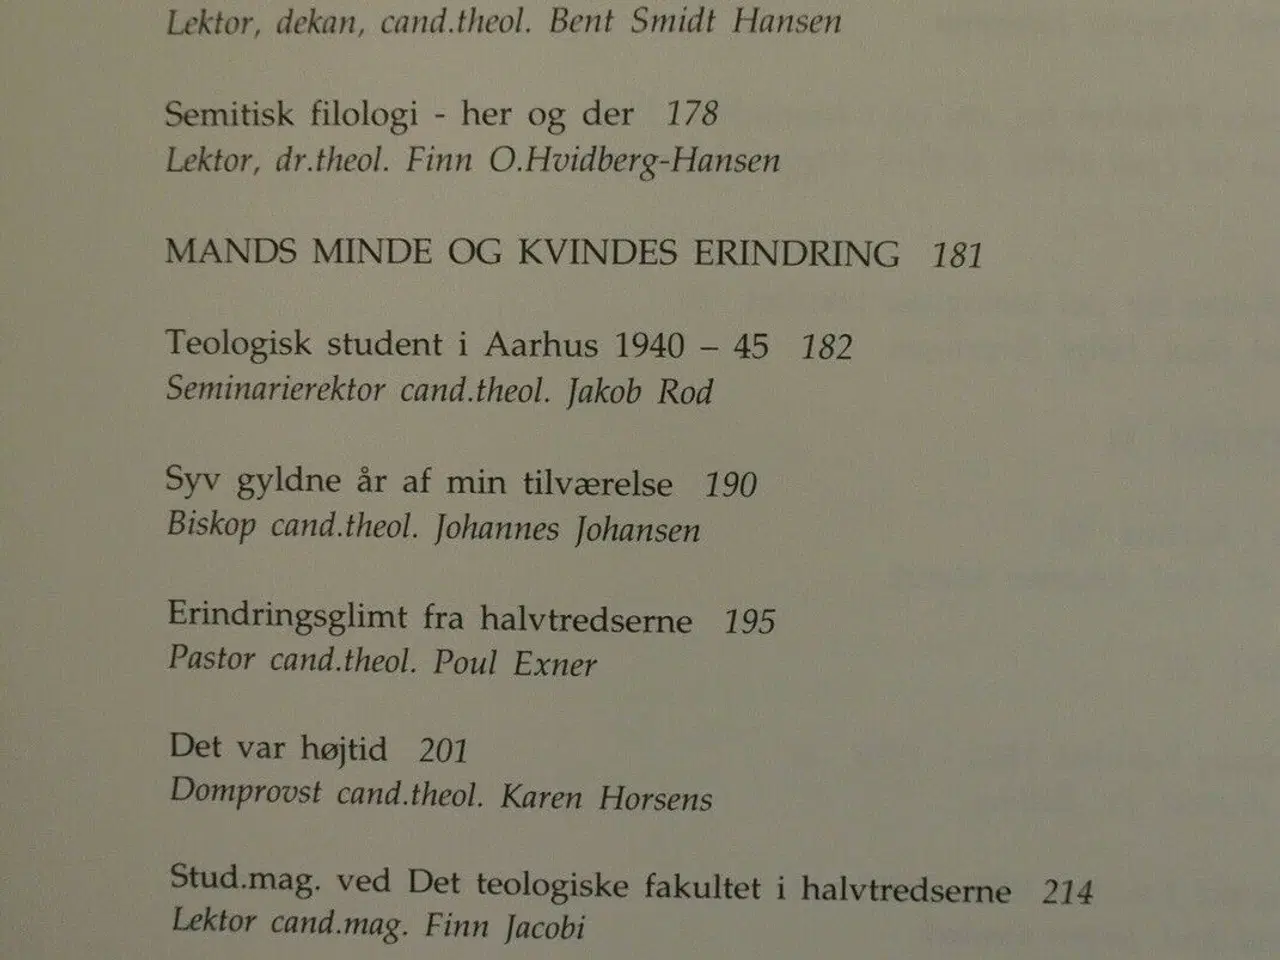 Lektor, dekan, cand.theol. Bent Smidt Hansen
Semitisk filologi - her og der 178
Lektor, dr.theol. Finn O.Hvidberg-Hansen
MANDS MINDE OG KVINDES ERINDRING 181
Teologisk student i Aarhus 1940 – 45 182
Seminarierektor cand.theol. Jakob Rod
Syv gyldne år af min tilværelse 190
Biskop cand.theol. Johannes Johansen
Erindringsglimt fra halvtredserne 195
Pastor cand.theol. Poul Exner
Det var højtid 201
Domprovst cand.theol. Karen Horsens
Stud.mag. ved Det teologiske fakultet i halvtredserne 214
Lektor cand.mag. Finn Jacobi